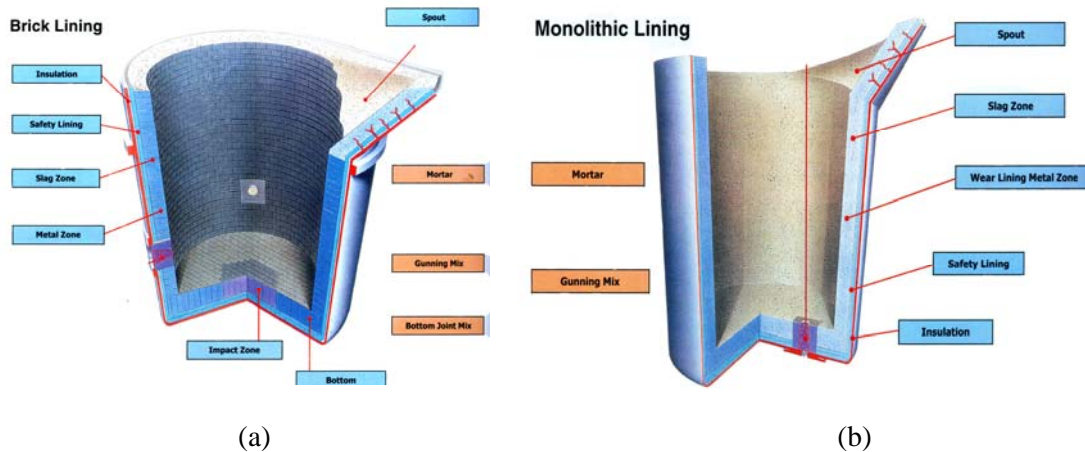 Brick Lining
Spout
Insulation
Safety Lining
Slag Zone
Metal Zone
Mortar
Gunning Mix
Bottom Joint Mix
Impact Zone
Bottom
(a)
Monolithic Lining
Spout
Slag Zone
Mortar
Wear Lining Metal Zone
Safety Lining
Gunning Mix
Insulation
(b)